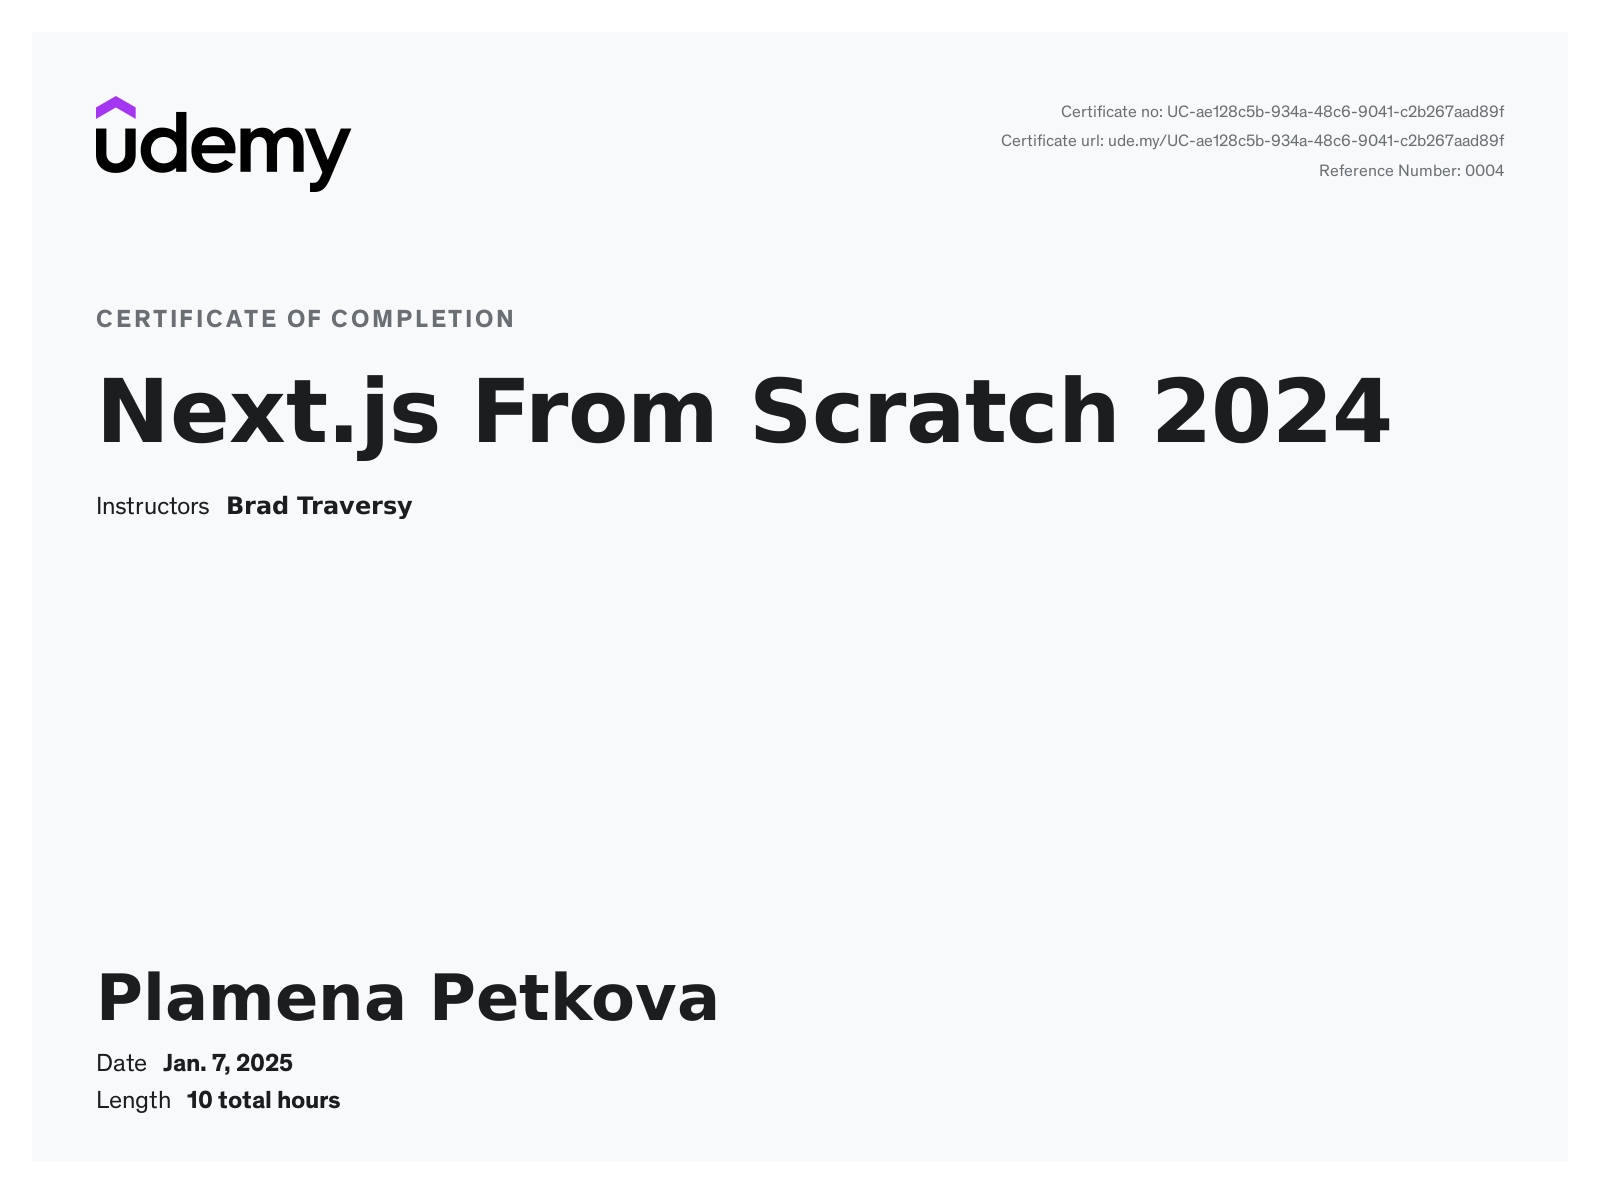 udemy
Certificate no: UC-ae128c5b-934a-48c6-9041-c2b267aad89f
Certificate url: ude.my/UC-ae128c5b-934a-48c6-9041-c2b267aad89f
Reference Number: 0004
CERTIFICATE OF COMPLETION
Next.js From Scratch 2024
Instructors Brad Traversy
Plamena Petkova
Date Jan. 7, 2025
Length 10 total hours